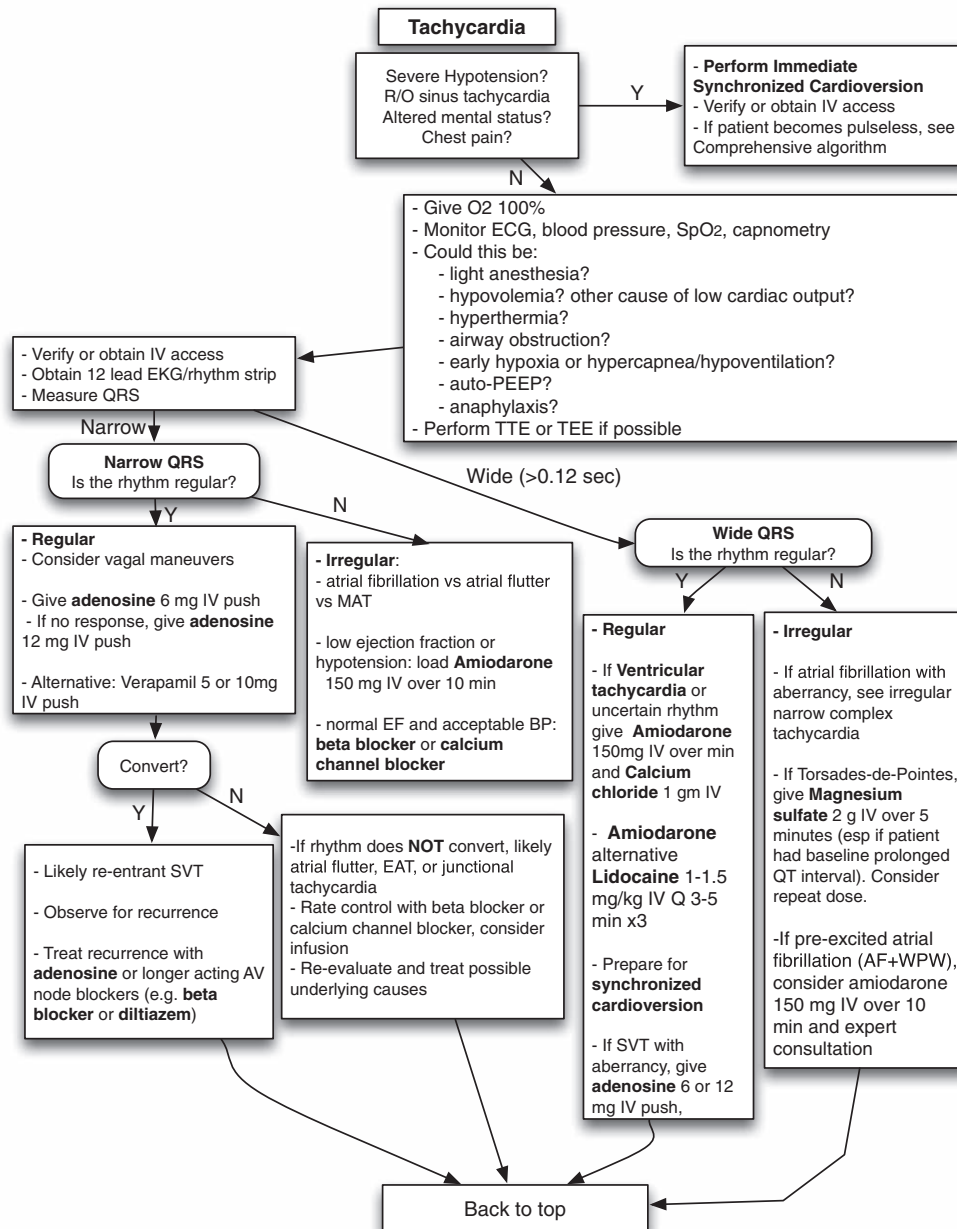 Tachycardia
Severe Hypotension?
R/O sinus tachycardia
Altered mental status?
Chest pain?
Y
- Perform Immediate
Synchronized Cardioversion
- Verify or obtain IV access
- If patient becomes pulseless, see
Comprehensive algorithm
N
- Give O2 100%
- Monitor ECG, blood pressure, SpO2, capnometry
- Could this be:
- light anesthesia?
- hypovolemia? other cause of low cardiac output?
- hyperthermia?
- airway obstruction?
- early hypoxia or hypercapnea/hypoventilation?
- auto-PEEP?
- anaphylaxis?
- Perform TTE or TEE if possible
- Verify or obtain IV access
- Obtain 12 lead EKG/rhythm strip
- Measure QRS
Narrow
Wide (>0.12 sec)
Narrow QRS
Is the rhythm regular?
Y
N
- Regular
- Consider vagal maneuvers
- Give adenosine 6 mg IV push
- If no response, give adenosine
12 mg IV push
- Alternative: Verapamil 5 or 10mg
IV push
- Irregular:
- atrial fibrillation vs atrial flutter
vs MAT
- low ejection fraction or
hypotension: load Amiodarone
150 mg IV over 10 min
- normal EF and acceptable BP:
beta blocker or calcium
channel blocker
Convert?
Y
N
- Likely re-entrant SVT
- Observe for recurrence
- Treat recurrence with
adenosine or longer acting AV
node blockers (e.g. beta
blocker or diltiazem)
-If rhythm does NOT convert, likely
atrial flutter, EAT, or junctional
tachycardia
- Rate control with beta blocker or
calcium channel blocker, consider
infusion
- Re-evaluate and treat possible
underlying causes
Wide QRS
Is the rhythm regular?
Y
N
- Regular
- If Ventricular
tachycardia or
uncertain rhythm
give Amiodarone
150mg IV over min
and Calcium
chloride 1 gm IV
- Amiodarone
alternative
Lidocaine 1-1.5
mg/kg IV Q 3-5
min x3
- Prepare for
synchronized
cardioversion
- If SVT with
aberrancy, give
adenosine 6 or 12
mg IV push,
- Irregular
- If atrial fibrillation with
aberrancy, see irregular
narrow complex
tachycardia
- If Torsades-de-Pointes,
give Magnesium
sulfate 2 g IV over 5
minutes (esp if patient
had baseline prolonged
QT interval). Consider
repeat dose.
-If pre-excited atrial
fibrillation (AF+WPW),
consider amiodarone
150 mg IV over 10
min and expert
consultation
Back to top